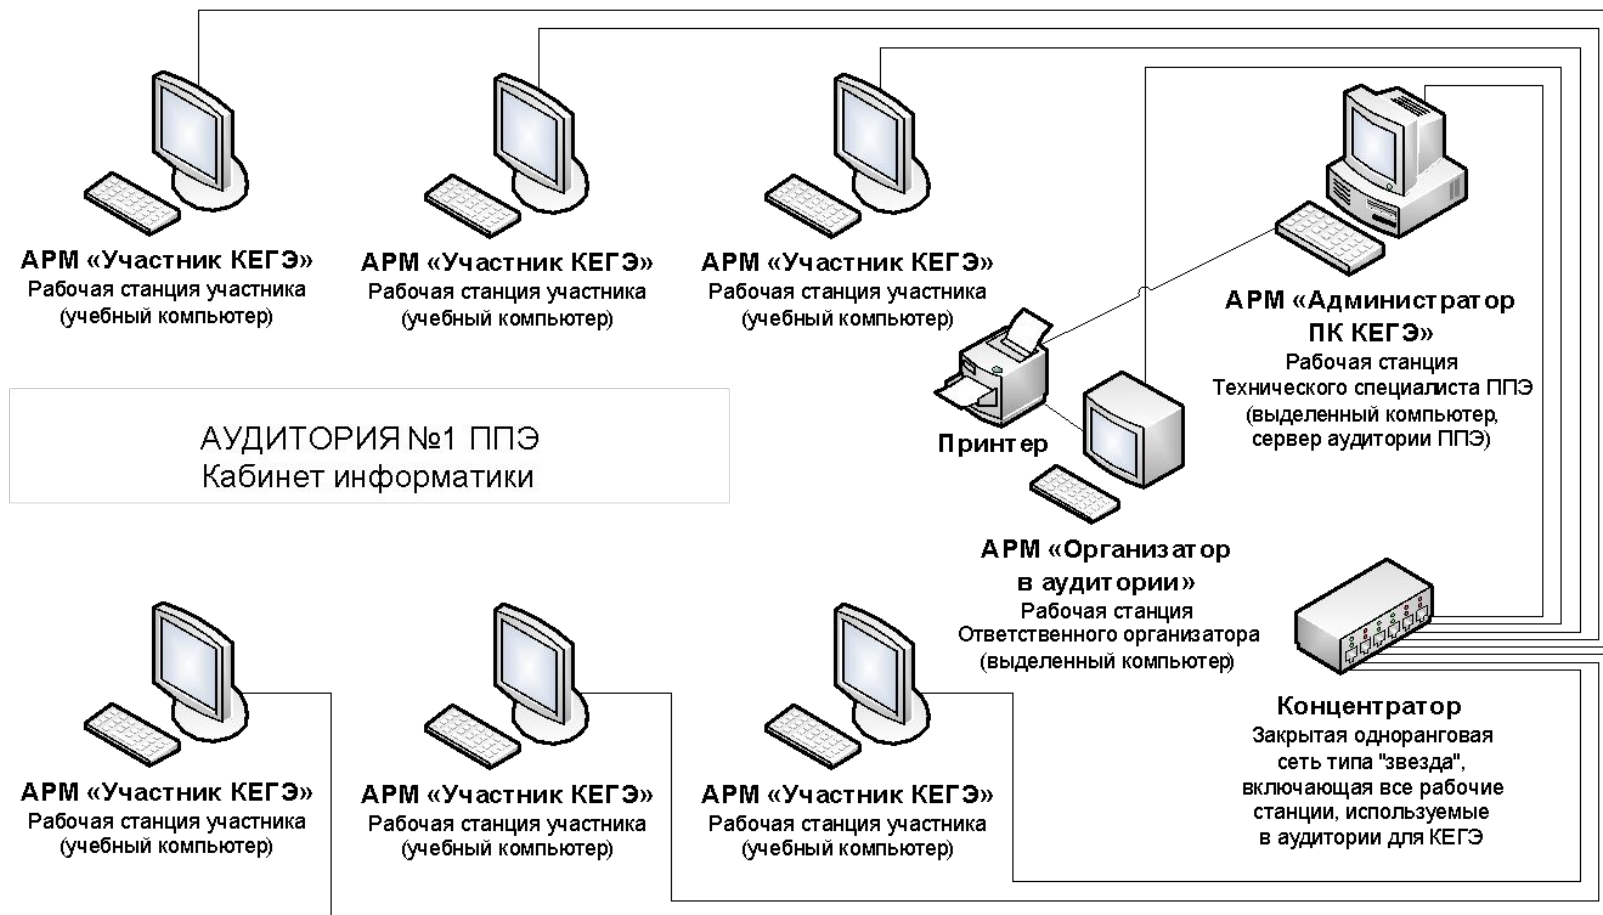 АРМ «Участник КЕГЭ»
Рабочая станция участника
(учебный компьютер)
АРМ «Участник КЕГЭ»
Рабочая станция участника
(учебный компьютер)
АРМ «Участник КЕГЭ»
Рабочая станция участника
(учебный компьютер)
АРМ «Администратор
ПК КЕГЭ»
Рабочая станция
Технического специалиста ППЭ
(выделенный компьютер,
сервер аудитории ППЭ)
Принтер
АУДИТОРИЯ №1 ППЭ
Кабинет информатики
АРМ «Организатор
в аудитории»
Рабочая станция
Ответственного организатора
(выделенный компьютер)
Концентратор
Закрытая одноранговая
сеть типа "звезда",
включающая все рабочие
станции, используемые
в аудитории для КЕГЭ
АРМ «Участник КЕГЭ»
Рабочая станция участника
(учебный компьютер)
АРМ «Участник КЕГЭ»
Рабочая станция участника
(учебный компьютер)
АРМ «Участник КЕГЭ»
Рабочая станция участника
(учебный компьютер)